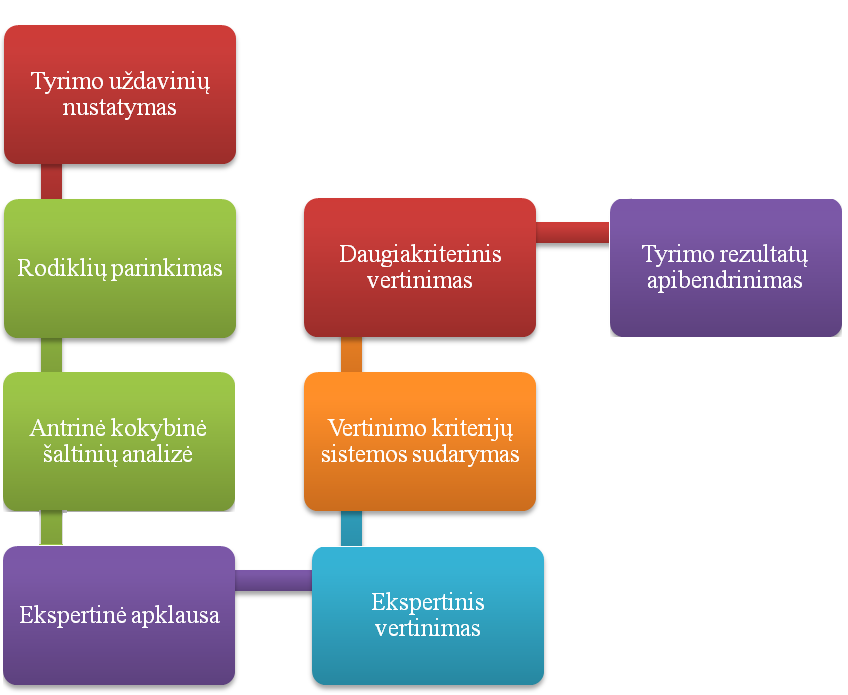 Tyrimo uždavinių
nustatymas
Rodiklių parinkimas
Antrinė kokybinė
šaltinių analizė
Ekspertinė apklausa
Ekspertinis
vertinimas
Vertinimo kriterijų
sistemos sudarymas
Daugiakriterinis
vertinimas
Tyrimo rezultatų
apibendrinimas